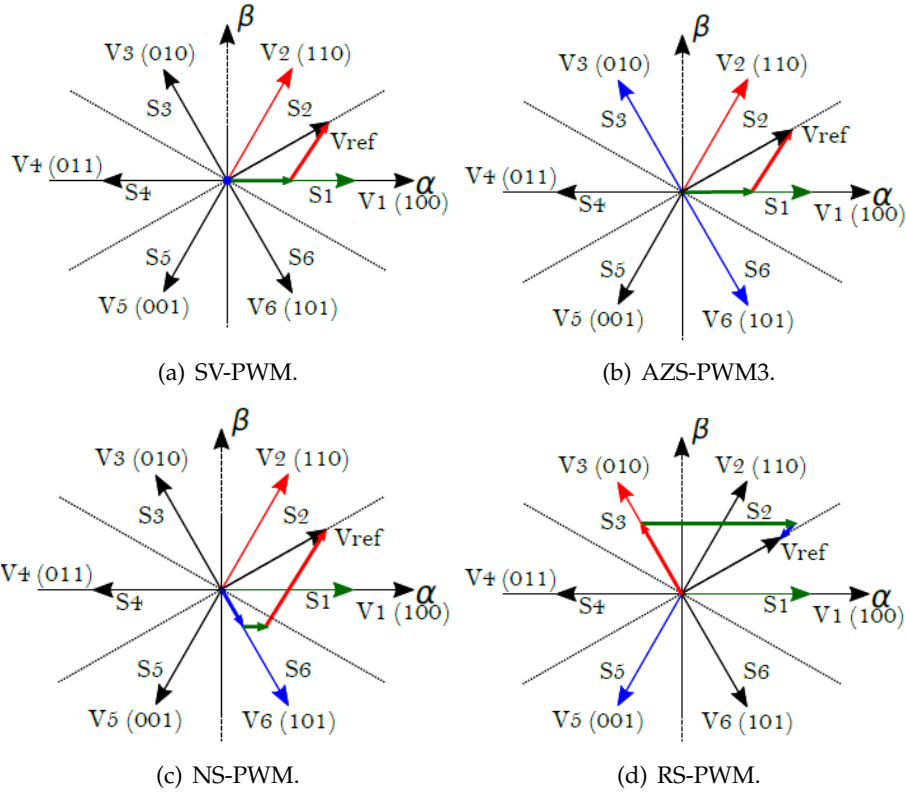 β
V3 (010) V2 (110)
S3 S2
Vref
V4 (011) α
S4 S1
V1 (100)
S5 S6
V5 (001) V6 (101)
(a) SV-PWM.
β
V3 (010) V2 (110)
S3 S2
Vref
V4 (011) α
S4 S1
V1 (100)
S5 S6
V5 (001) V6 (101)
(b) AZS-PWM3.
β
V3 (010) V2 (110)
S3 S2
Vref
V4 (011) α
S4 S1
V1 (100)
S5 S6
V5 (001) V6 (101)
(c) NS-PWM.
β
V3 (010) V2 (110)
S3 S2
Vref
V4 (011) α
S4 S1
V1 (100)
S5 S6
V5 (001) V6 (101)
(d) RS-PWM.